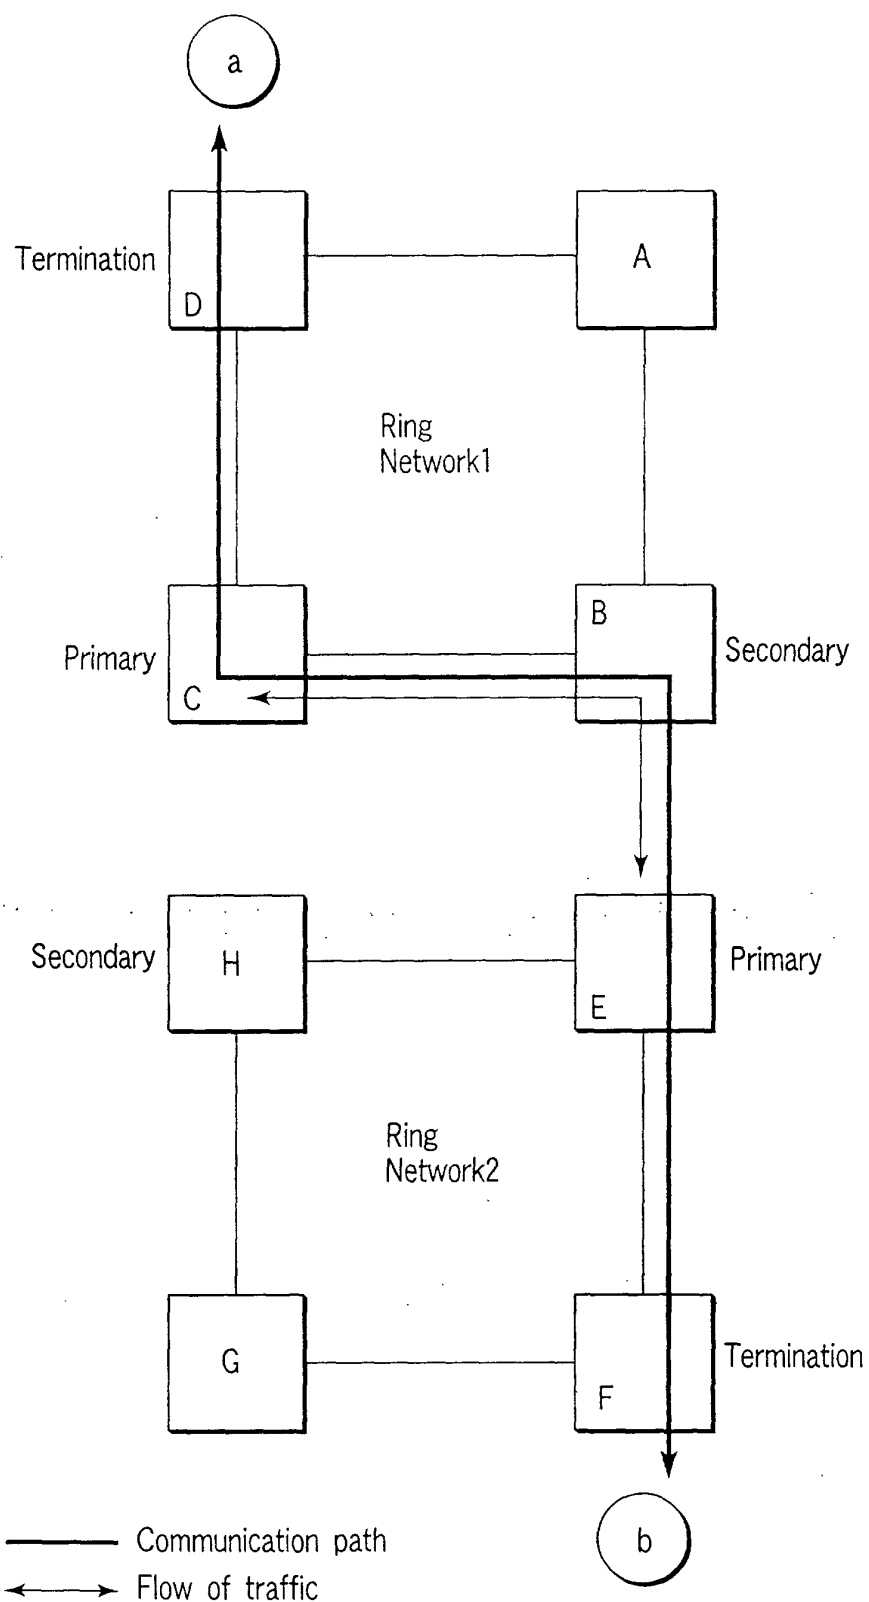 a
Termination
D
A
Ring
Network1
Primary
C
B
Secondary
Secondary
H
E
Primary
Ring
Network2
G
F
Termination
b
Communication path
Flow of traffic